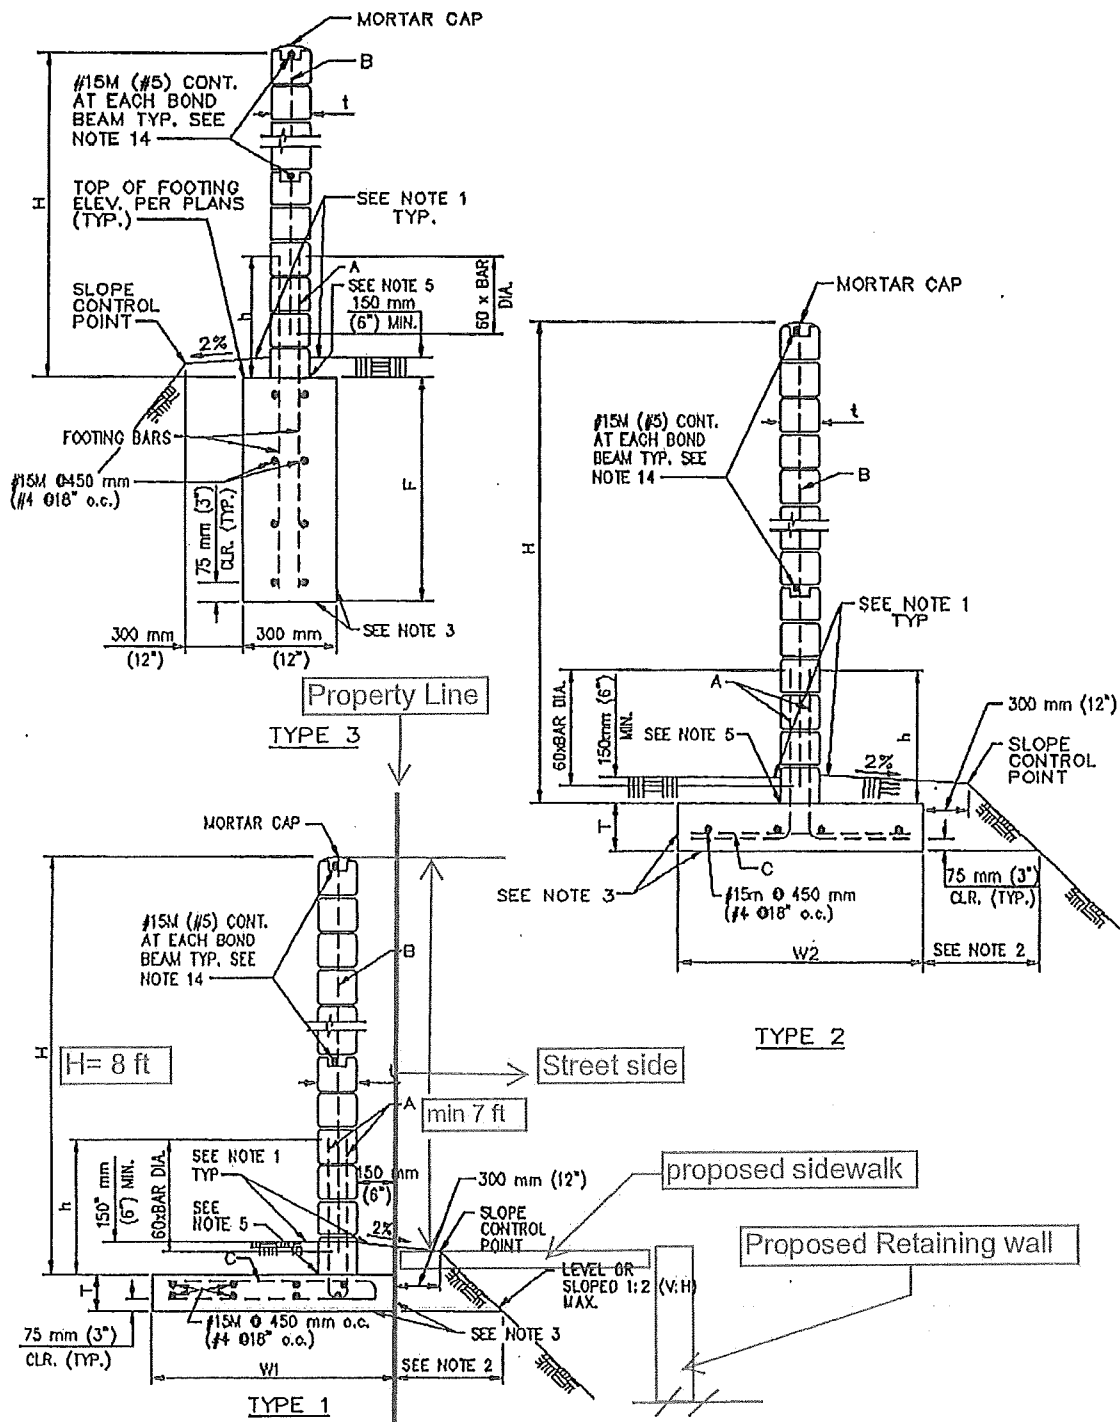 MORTAR CAP
B
#15M (#5) CONT.
AT EACH BOND
BEAM TYP. SEE
NOTE 14
t
H
TOP OF FOOTING
ELEV. PER PLANS
(TYP.)
SEE NOTE 1
TYP.
A
SEE NOTE 5
150 mm
(6") MIN.
60 x BAR
DIA.
h
SLOPE
CONTROL
POINT
2%
FOOTING BARS
#15M @450 mm
(#4 @18" o.c.)
75 mm (3")
CLR. (TYP.)
F
SEE NOTE 3
300 mm
(12")
300 mm
(12")
TYPE 3
Property Line
MORTAR CAP
#15M (#5) CONT.
AT EACH BOND
BEAM TYP. SEE
NOTE 14
t
B
H
SEE NOTE 1
TYP
A
60xBAR DIA.
150mm (6")
MIN.
SEE NOTE 5
h
300 mm (12")
SLOPE
CONTROL
POINT
2%
T
C
SEE NOTE 3
#15m @ 450 mm
(#4 @18" o.c.)
75 mm (3")
CLR. (TYP.)
W2
SEE NOTE 2
TYPE 2
MORTAR CAP
#15M (#5) CONT.
AT EACH BOND
BEAM TYP. SEE
NOTE 14
B
H
H= 8 ft
t
Street side
A
min 7 ft
SEE NOTE 1
TYP
150 mm
(6")
proposed sidewalk
h
150" mm
(6") MIN.
60xBAR DIA.
SEE
NOTE 5
2%
300 mm (12")
SLOPE
CONTROL
POINT
Proposed Retaining wall
C
T
LEVEL OR
SLOPED 1:2 (V:H)
MAX.
#15M @ 450 mm o.c.
(#4 @18" o.c.)
75 mm (3")
CLR. (TYP.)
SEE NOTE 3
W1
SEE NOTE 2
TYPE 1